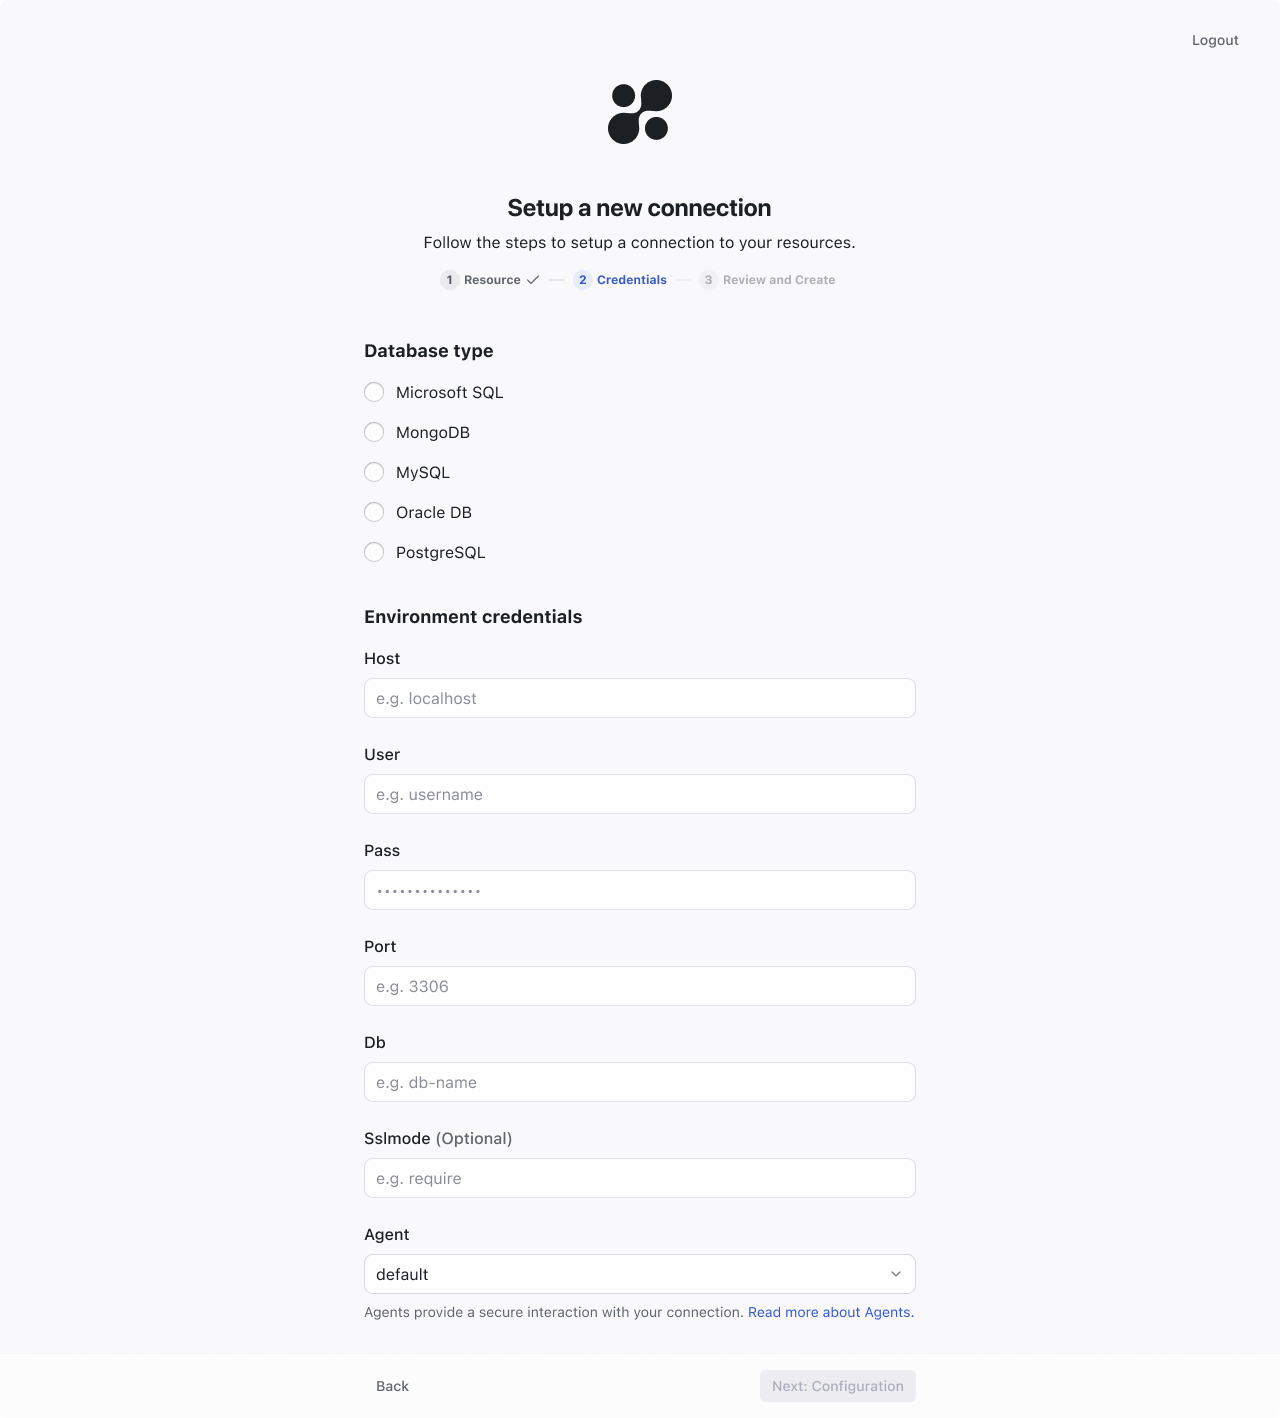 Logout
Setup a new connection
Follow the steps to setup a connection to your resources.
1 Resource 2 Credentials 3 Review and Create
Database type
Microsoft SQL
MongoDB
MySQL
Oracle DB
PostgreSQL
Environment credentials
Host
e.g. localhost
User
e.g. username
Pass
••••••••••••••
Port
e.g. 3306
Db
e.g. db-name
Sslmode (Optional)
e.g. require
Agent
default
Agents provide a secure interaction with your connection. Read more about Agents.
Back Next: Configuration